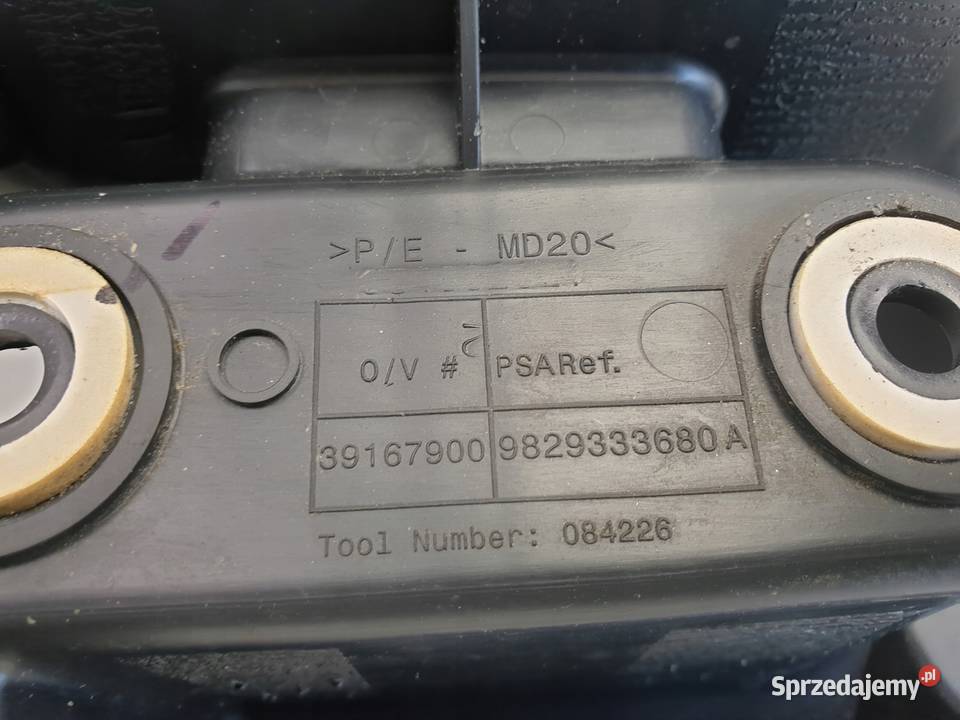 >P/E - MD20<
O/V # PSARef.
39167900 9829333680 A
Tool Number: 084226
Sprzedajemy.pl